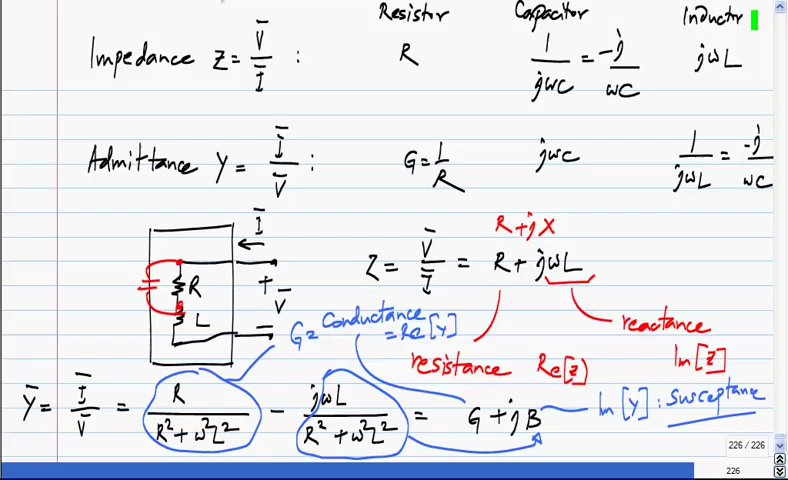 Resistor Capacitor Inductr
Impedance Z = V̄/Ī : R 1/jωC = -j/ωC jωL
Admittance Y = Ī/V̄ : G = 1/R jωC 1/jωL = -j/ωC
R + jX
Ī
Z = V̄/Ī = R + jωL
R
+
V̄
L
-
G = Conductance = Re[Y]
reactance
Im[Z]
resistance Re[Z]
Ȳ = Ī/V̄ = R/(R² + ω²L²) - jωL/(R² + ω²L²) = G + jB
Im[Y] : Susceptance
226 / 226
226